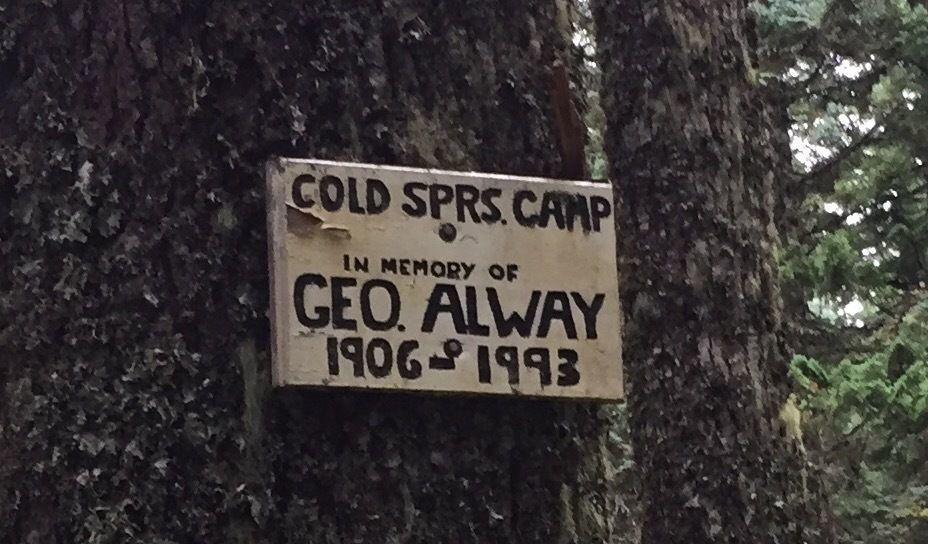 COLD SPRS. CAMP
IN MEMORY OF
GEO. ALWAY
1906-1993